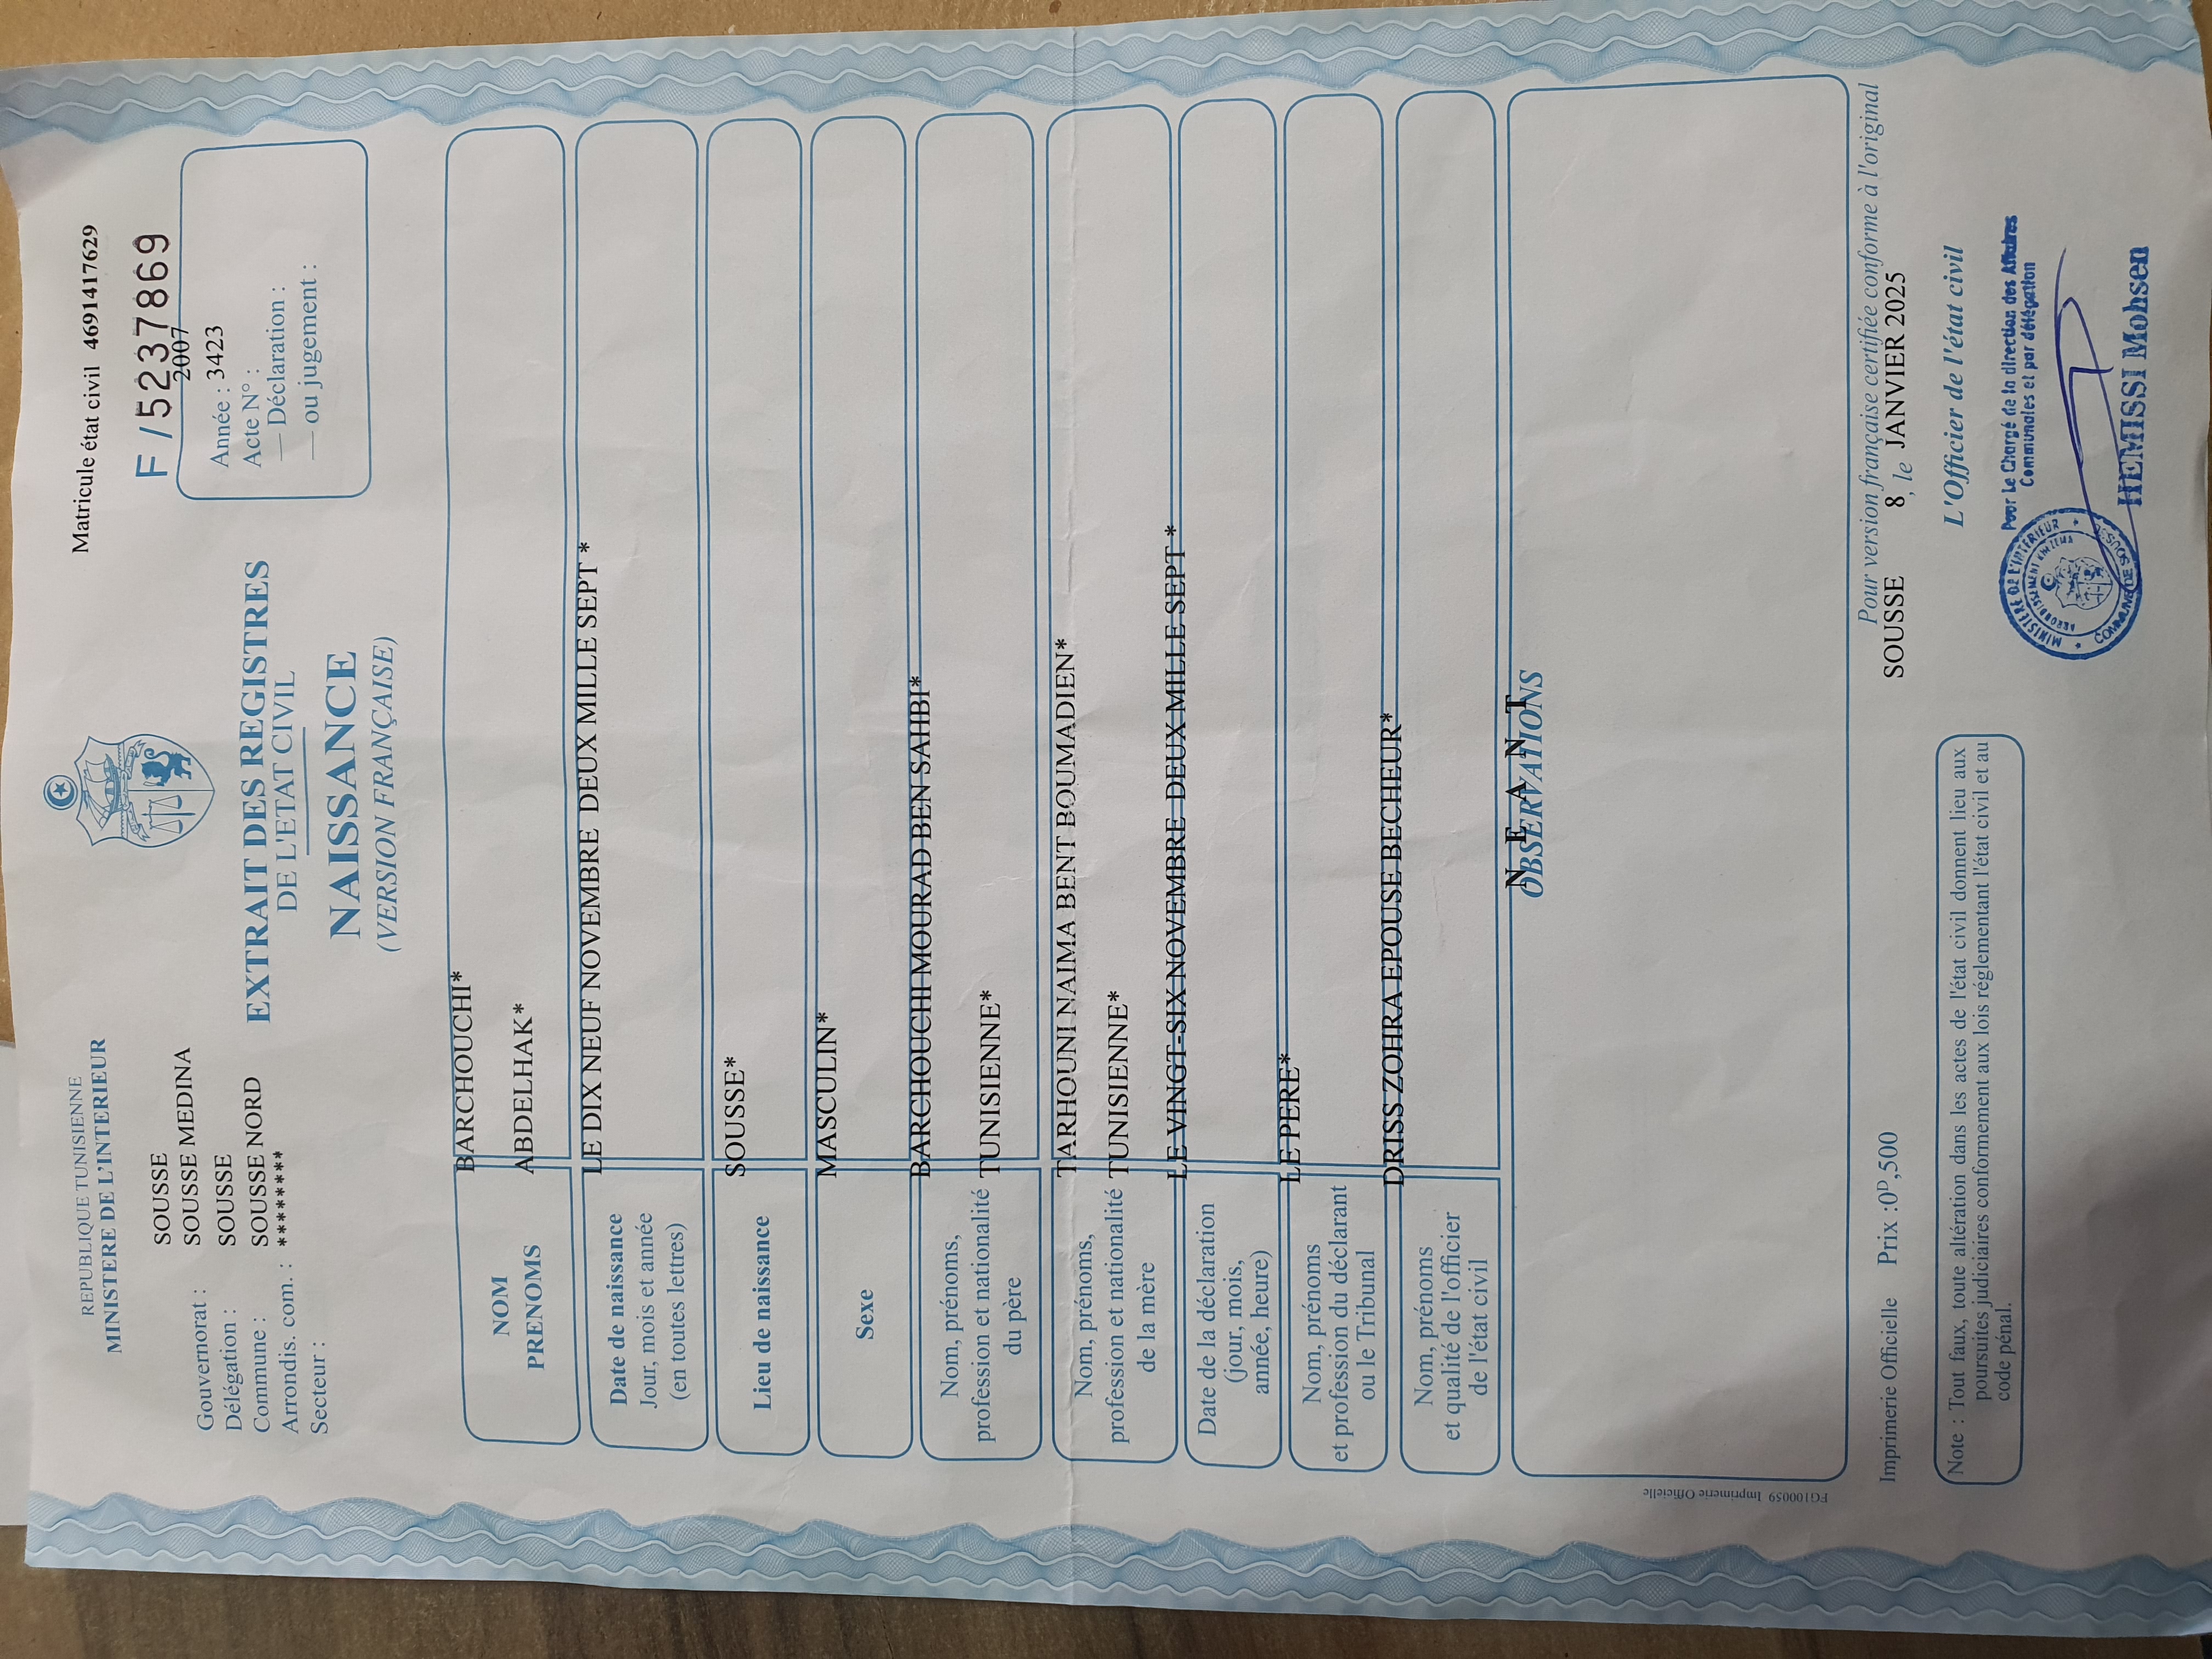 REPUBLIQUE TUNISIENNE
MINISTERE DE L'INTERIEUR
Matricule état civil 4691417629
F /5237869
Gouvernorat : SOUSSE
Délégation : SOUSSE MEDINA
Commune : SOUSSE
Arrondis. com. : SOUSSE NORD
Secteur : ********
EXTRAIT DES REGISTRES
DE L'ETAT CIVIL
NAISSANCE
(VERSION FRANÇAISE)
2007
Année : 3423
Acte N° :
— Déclaration :
— ou jugement :
NOM
PRENOMS
BARCHOUCHI*
ABDELHAK*
Date de naissance
Jour, mois et année
(en toutes lettres)
LE DIX NEUF NOVEMBRE DEUX MILLE SEPT *
Lieu de naissance
SOUSSE*
Sexe
MASCULIN*
Nom, prénoms,
profession et nationalité
du père
BARCHOUCHI MOURAD BEN SAHBI*
TUNISIENNE*
Nom, prénoms,
profession et nationalité
de la mère
TARHOUNI NAIMA BENT BOUMADIEN*
TUNISIENNE*
Date de la déclaration
(jour, mois,
année, heure)
LE VINGT-SIX NOVEMBRE DEUX MILLE SEPT *
Nom, prénoms
et profession du déclarant
ou le Tribunal
LE PERE*
Nom, prénoms
et qualité de l'officier
de l'état civil
DRISS ZOHRA EPOUSE BECHEUR*
N E A N T
OBSERVATIONS
FG100059 Imprimerie Officielle
Imprimerie Officielle Prix :0D,500
Pour version française certifiée conforme à l'original
SOUSSE 8 , le JANVIER 2025
L'Officier de l'état civil
Note : Tout faux, toute altération dans les actes de l'état civil donment lieu aux
poursuites judiciaires conformement aux lois réglementant l'état civil et au
code pénal.
Pour Le Chargé de la direction des Affaires
Communales et par délégation
HEMISSI Mohsen
MINISTERE DE L'INTERIEUR
COMMUNE DE SOUSSE